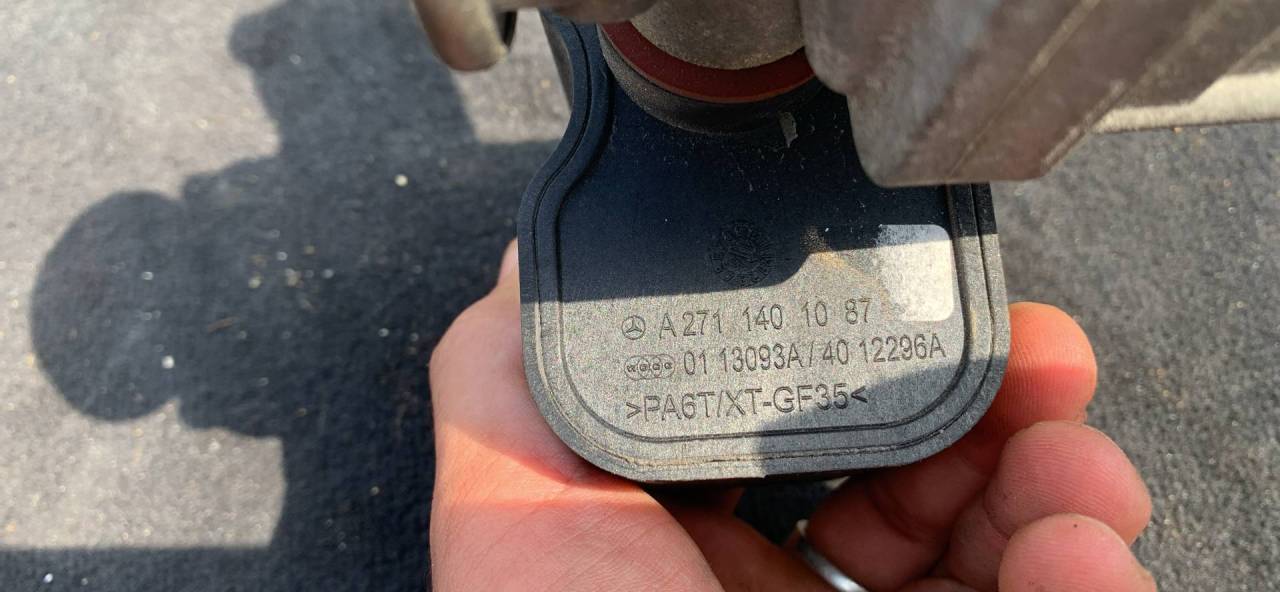 A 271 140 10 87
01 13093A/40 12296A
>PA6T/XT-GF35<